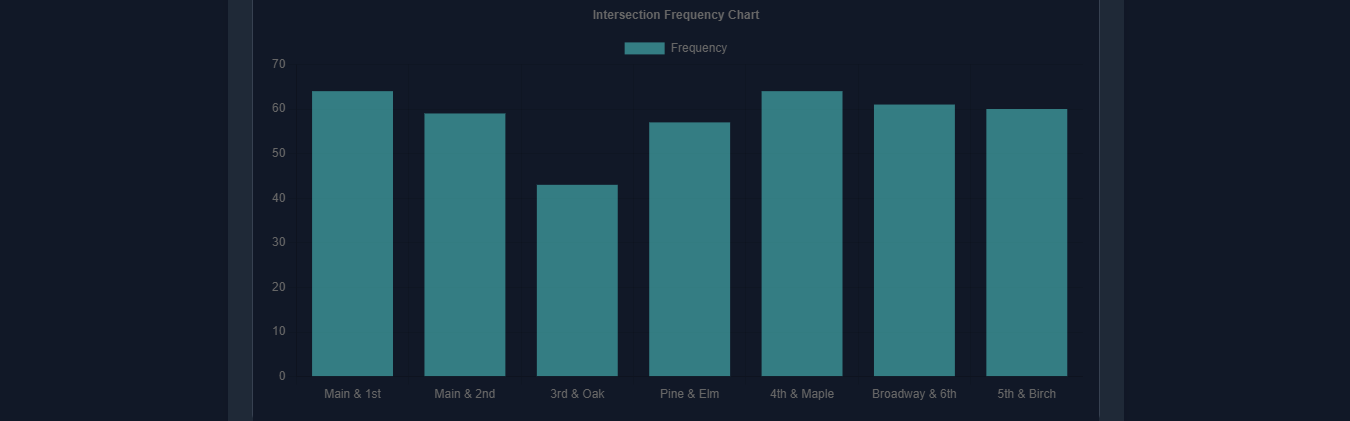 Intersection Frequency Chart
Frequency
70
60
50
40
30
20
10
0
Main & 1st Main & 2nd 3rd & Oak Pine & Elm 4th & Maple Broadway & 6th 5th & Birch